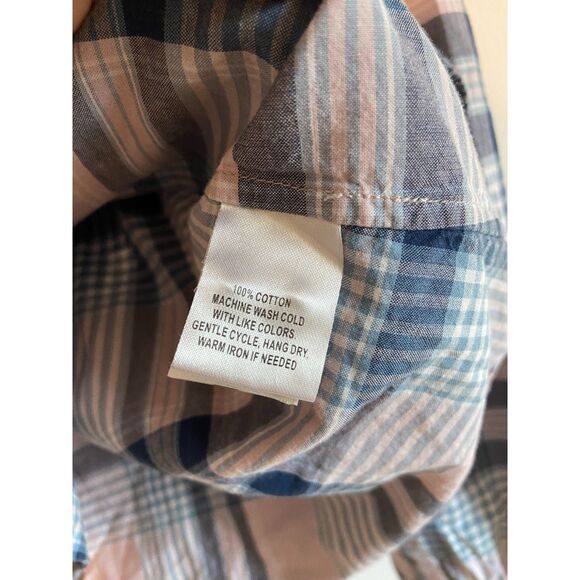 100% COTTON
MACHINE WASH COLD
WITH LIKE COLORS.
GENTLE CYCLE, HANG DRY.
WARM IRON IF NEEDED